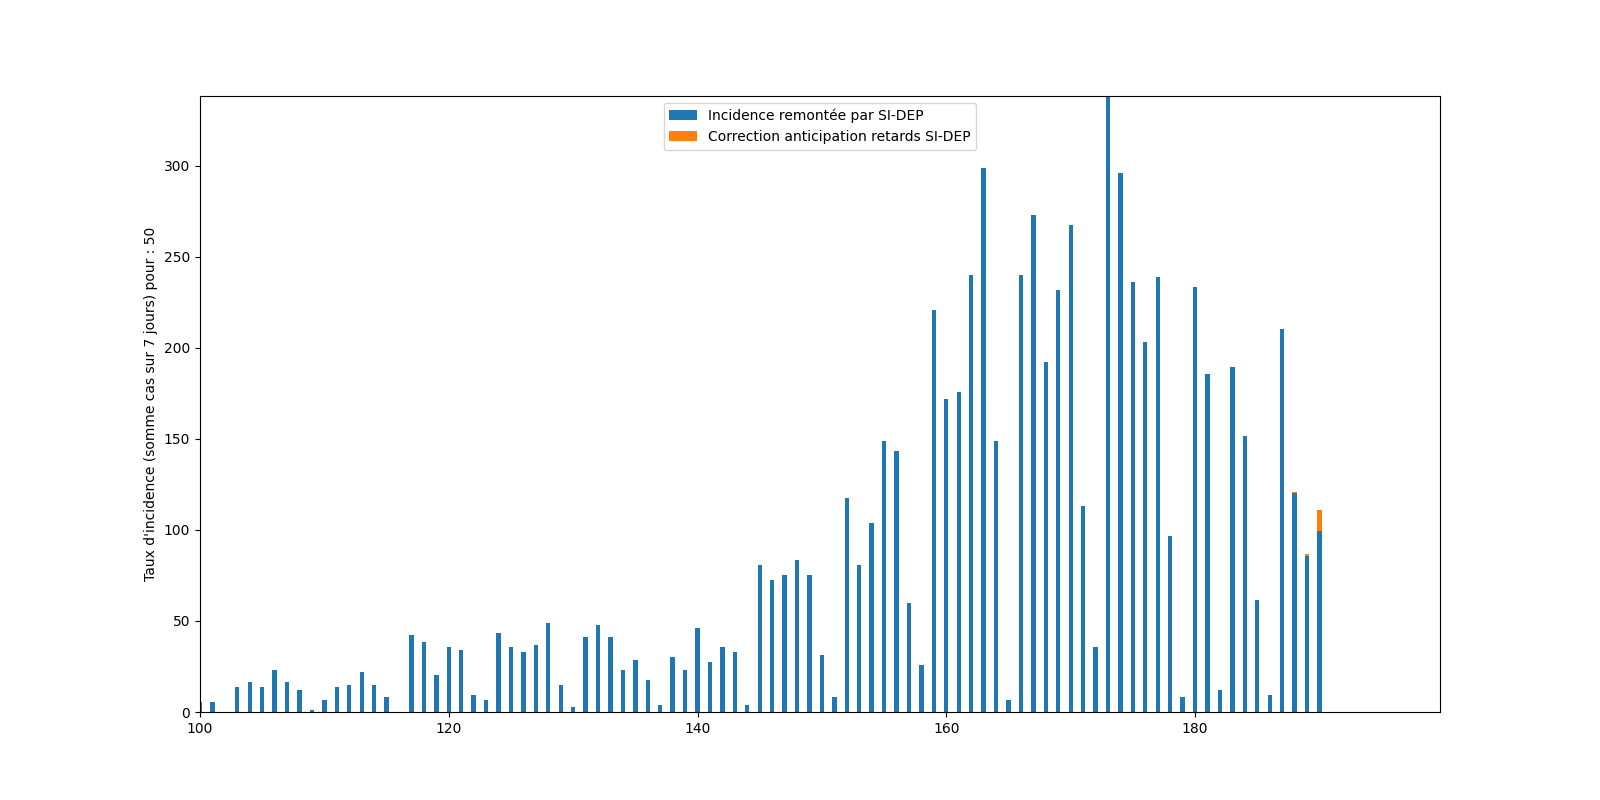 Incidence remontée par SI-DEP
Correction anticipation retards SI-DEP
Taux d'incidence (somme cas sur 7 jours) pour : 50
300
250
200
150
100
50
0
100 120 140 160 180